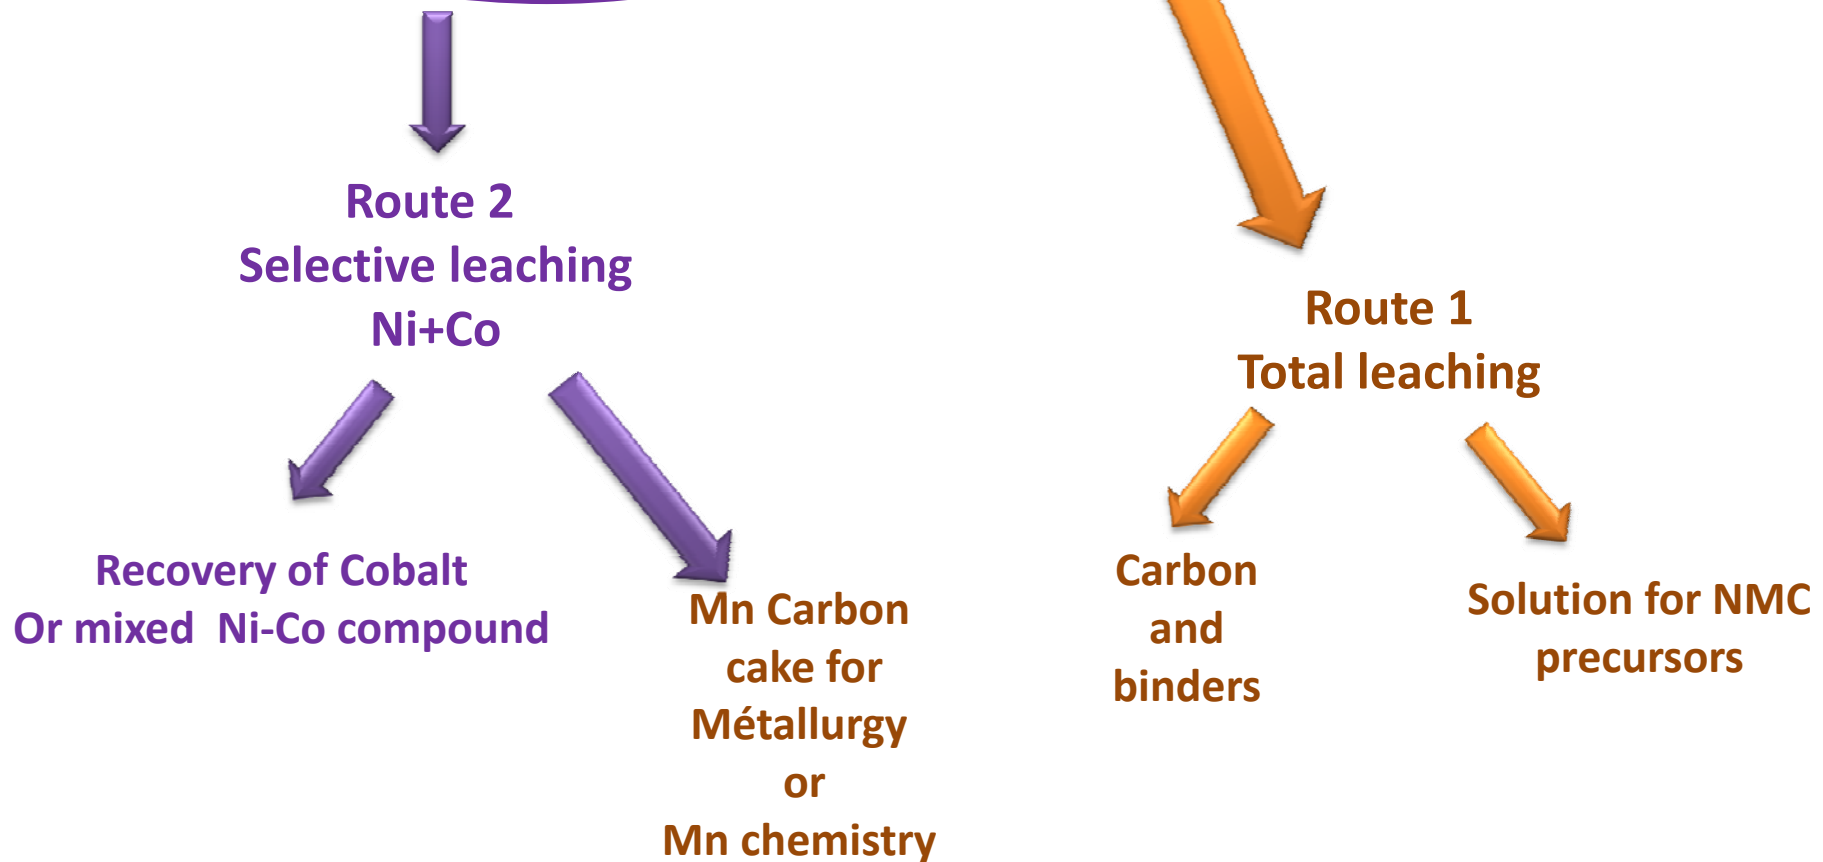 Route 2
Selective leaching
Ni+Co
Route 1
Total leaching
Recovery of Cobalt
Or mixed  Ni-Co compound
Mn Carbon
cake for
Métallurgy
or
Mn chemistry
Carbon
and
binders
Solution for NMC
precursors